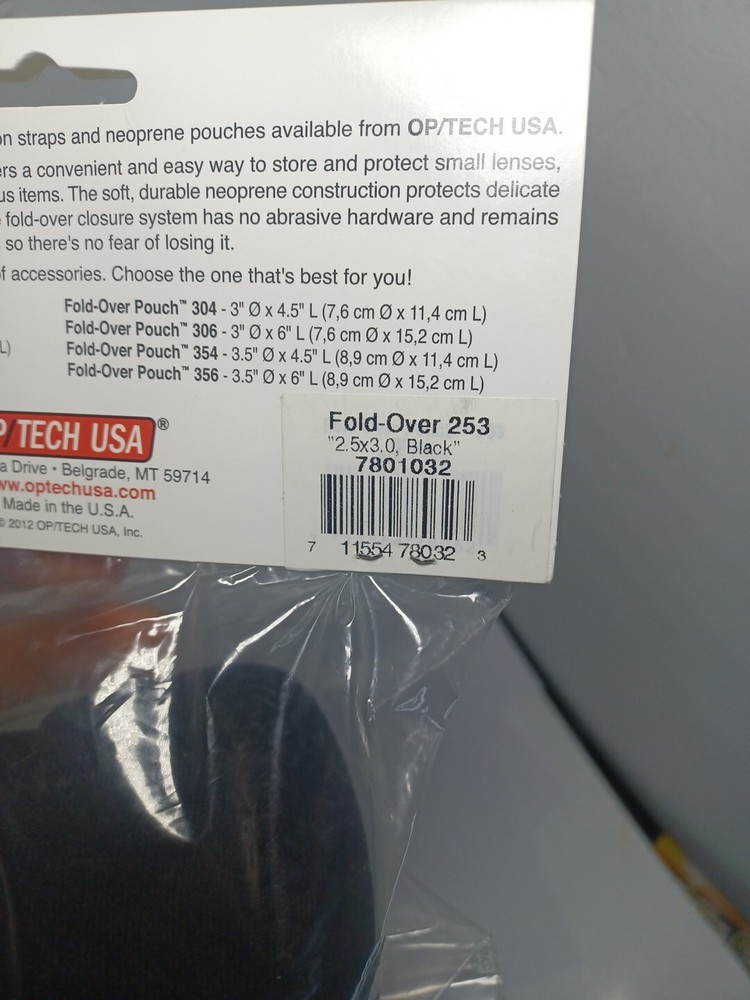 on straps and neoprene pouches available from OP/TECH USA.
ers a convenient and easy way to store and protect small lenses,
us items. The soft, durable neoprene construction protects delicate
fold-over closure system has no abrasive hardware and remains
so there's no fear of losing it.
of accessories. Choose the one that's best for you!
Fold-Over Pouch™ 304 - 3" Ø x 4.5" L (7,6 cm Ø x 11,4 cm L)
Fold-Over Pouch™ 306 - 3" Ø x 6" L (7,6 cm Ø x 15,2 cm L)
L) Fold-Over Pouch™ 354 - 3.5" Ø x 4.5" L (8,9 cm Ø x 11,4 cm L)
Fold-Over Pouch™ 356 - 3.5" Ø x 6" L (8,9 cm Ø x 15,2 cm L)
P/TECH USA®
a Drive • Belgrade, MT 59714
ww.optechusa.com
Made in the U.S.A.
© 2012 OP/TECH USA, Inc.
Fold-Over 253
"2.5x3.0, Black"
7801032
7 11554 78032 3